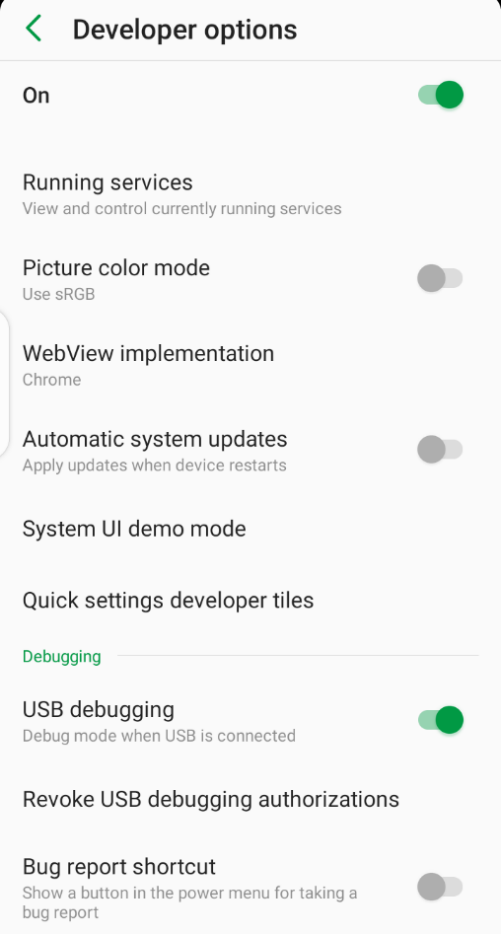 Developer options
On
Running services
View and control currently running services
Picture color mode
Use sRGB
WebView implementation
Chrome
Automatic system updates
Apply updates when device restarts
System UI demo mode
Quick settings developer tiles
Debugging
USB debugging
Debug mode when USB is connected
Revoke USB debugging authorizations
Bug report shortcut
Show a button in the power menu for taking a
bug report